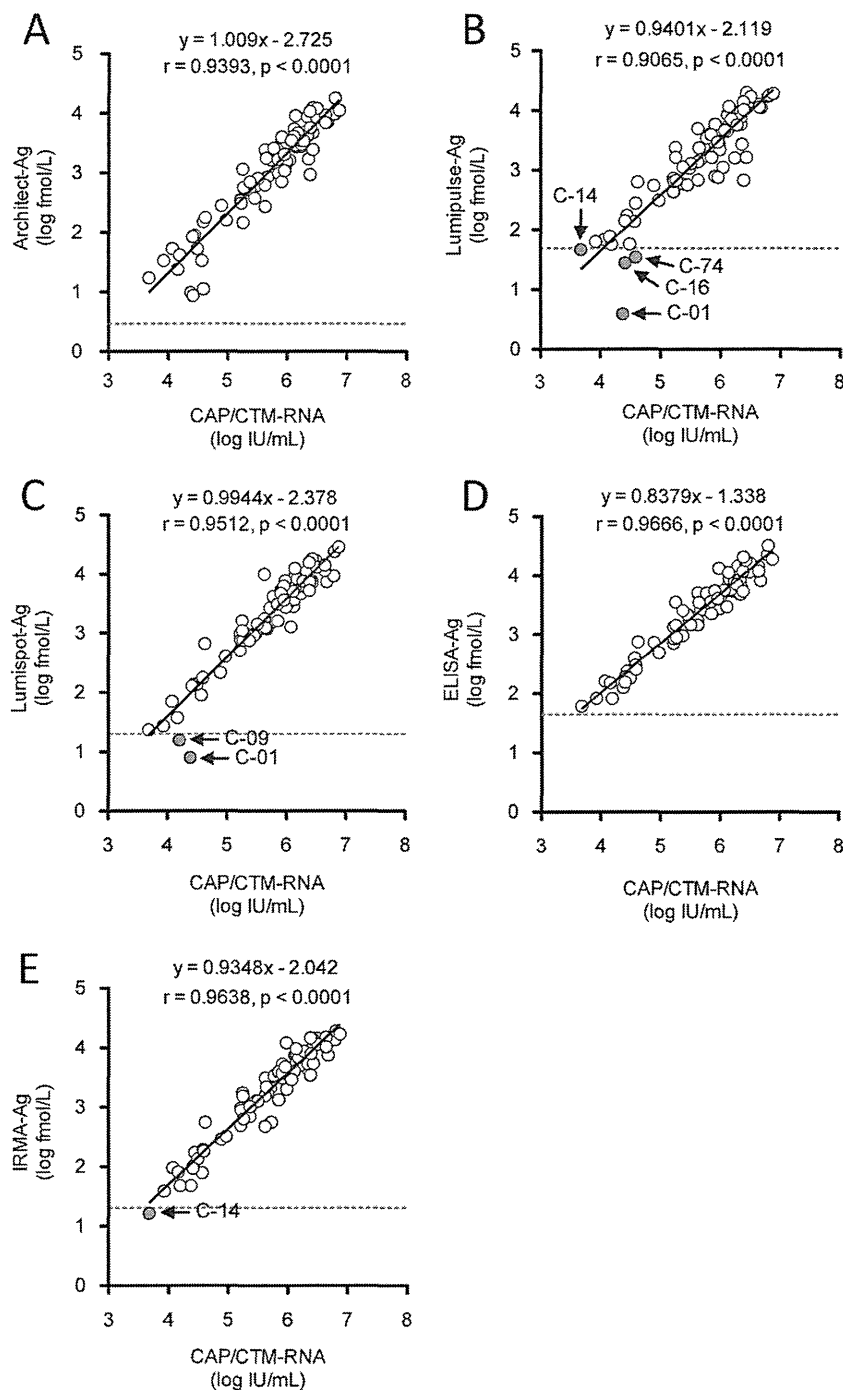 A
y = 1.009x - 2.725
r = 0.9393, p < 0.0001
Architect-Ag
(log fmol/L)
5
4
3
2
1
0
3 4 5 6 7 8
CAP/CTM-RNA
(log IU/mL)
B
y = 0.9401x - 2.119
r = 0.9065, p < 0.0001
Lumipulse-Ag
(log fmol/L)
5
4
3
2
1
0
C-14
C-74
C-16
C-01
3 4 5 6 7 8
CAP/CTM-RNA
(log IU/mL)
C
y = 0.9944x - 2.378
r = 0.9512, p < 0.0001
Lumispot-Ag
(log fmol/L)
5
4
3
2
1
0
C-09
C-01
3 4 5 6 7 8
CAP/CTM-RNA
(log IU/mL)
D
y = 0.8379x - 1.338
r = 0.9666, p < 0.0001
ELISA-Ag
(log fmol/L)
5
4
3
2
1
0
3 4 5 6 7 8
CAP/CTM-RNA
(log IU/mL)
E
y = 0.9348x - 2.042
r = 0.9638, p < 0.0001
IRMA-Ag
(log fmol/L)
5
4
3
2
1
0
C-14
3 4 5 6 7 8
CAP/CTM-RNA
(log IU/mL)